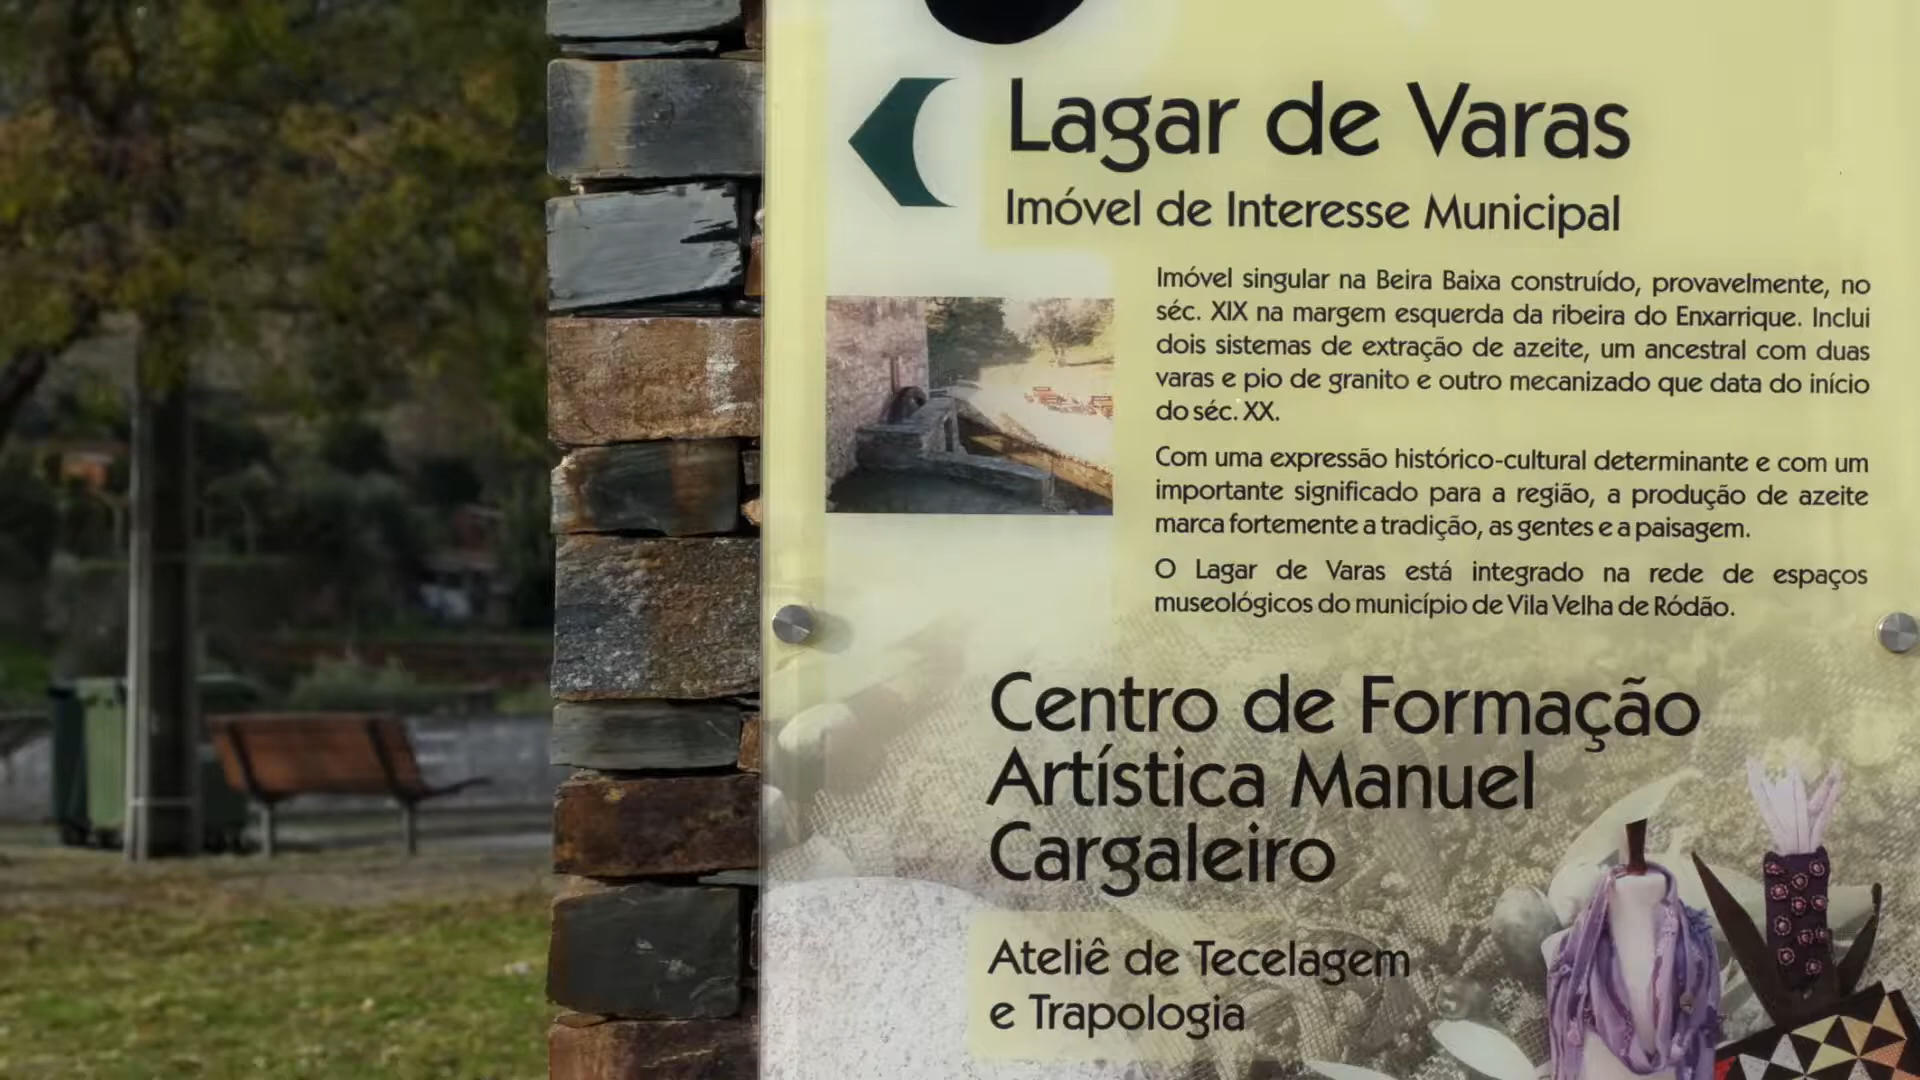 Lagar de Varas
Imóvel de Interesse Municipal
Imóvel singular na Beira Baixa construído, provavelmente, no
séc. XIX na margem esquerda da ribeira do Enxarrique. Inclui
dois sistemas de extração de azeite, um ancestral com duas
varas e pio de granito e outro mecanizado que data do início
do séc. XX.
Com uma expressão histórico-cultural determinante e com um
importante significado para a região, a produção de azeite
marca fortemente a tradição, as gentes e a paisagem.
O Lagar de Varas está integrado na rede de espaços
museológicos do município de Vila Velha de Ródão.
Centro de Formação
Artística Manuel
Cargaleiro
Ateliê de Tecelagem
e Trapologia